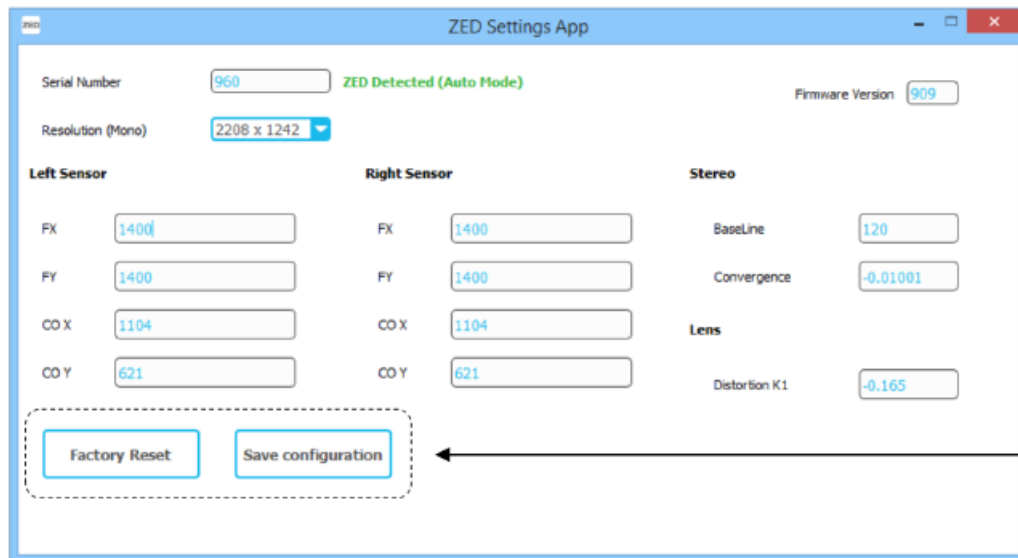 ZED
ZED Settings App
Serial Number 960 ZED Detected (Auto Mode)
Firmware Version 909
Resolution (Mono) 2208 x 1242
Left Sensor Right Sensor Stereo
FX 1400 FX 1400 BaseLine 120
FY 1400 FY 1400 Convergence -0.01001
CO X 1104 CO X 1104 Lens
CO Y 621 CO Y 621 Distortion K1 -0.165
Factory Reset Save configuration